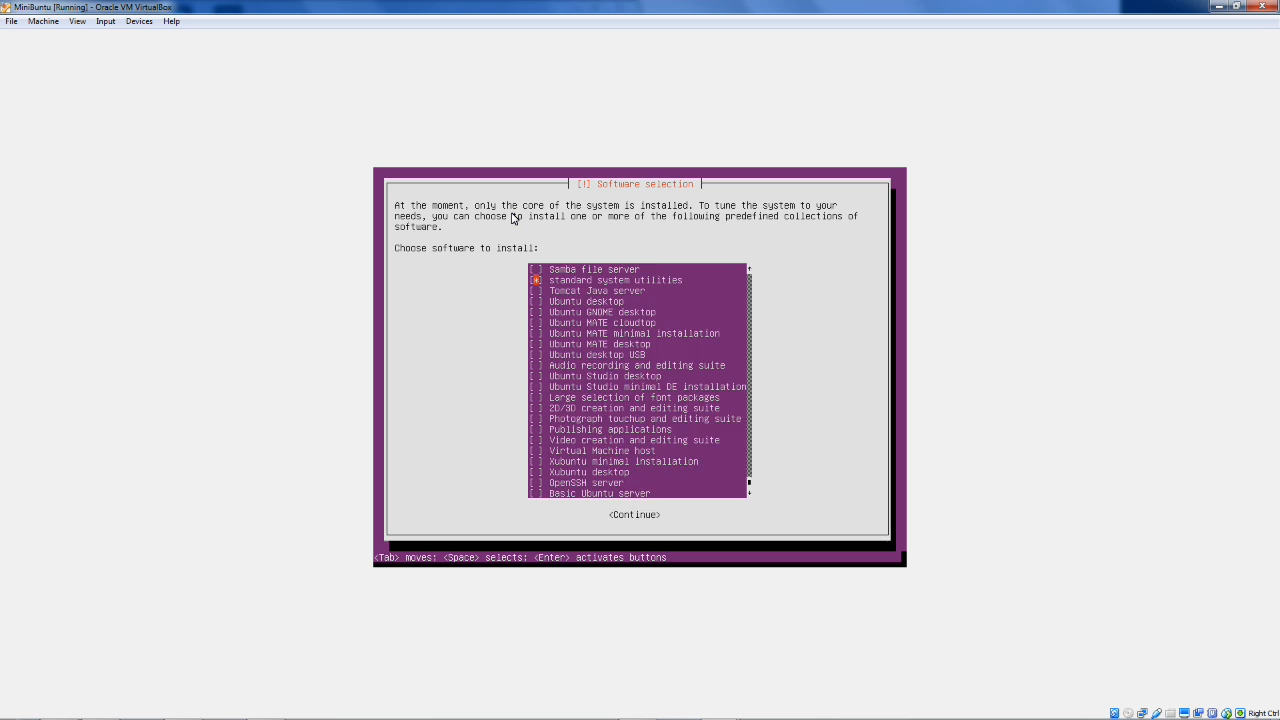 MiniBuntu [Running] - Oracle VM VirtualBox
File Machine View Input Devices Help
[!] Software selection
At the moment, only the core of the system is installed. To tune the system to your
needs, you can choose to install one or more of the following predefined collections of
software.
Choose software to install:
[ ] Samba file server
[*] standard system utilities
[ ] Tomcat Java server
[ ] Ubuntu desktop
[ ] Ubuntu GNOME desktop
[ ] Ubuntu MATE cloudtop
[ ] Ubuntu MATE minimal installation
[ ] Ubuntu MATE desktop
[ ] Ubuntu desktop USB
[ ] Audio recording and editing suite
[ ] Ubuntu Studio desktop
[ ] Ubuntu Studio minimal DE installation
[ ] Large selection of font packages
[ ] 2D/3D creation and editing suite
[ ] Photograph touchup and editing suite
[ ] Publishing applications
[ ] Video creation and editing suite
[ ] Virtual Machine host
[ ] Xubuntu minimal installation
[ ] Xubuntu desktop
[ ] OpenSSH server
[ ] Basic Ubuntu server
<Continue>
<Tab> moves; <Space> selects; <Enter> activates buttons
Right Ctrl